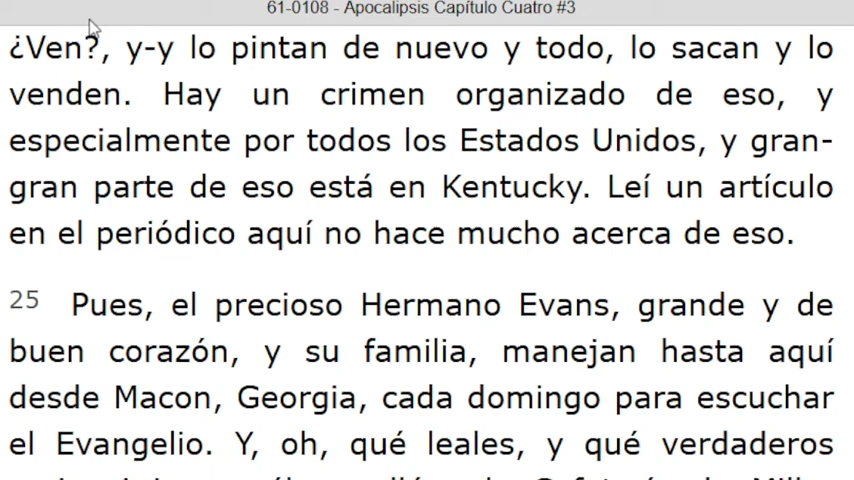 61-0108 - Apocalipsis Capítulo Cuatro #3
¿Ven?, y-y lo pintan de nuevo y todo, lo sacan y lo
venden. Hay un crimen organizado de eso, y
especialmente por todos los Estados Unidos, y gran-
gran parte de eso está en Kentucky. Leí un artículo
en el periódico aquí no hace mucho acerca de eso.
25 Pues, el precioso Hermano Evans, grande y de
buen corazón, y su familia, manejan hasta aquí
desde Macon, Georgia, cada domingo para escuchar
el Evangelio. Y, oh, qué leales, y qué verdaderos